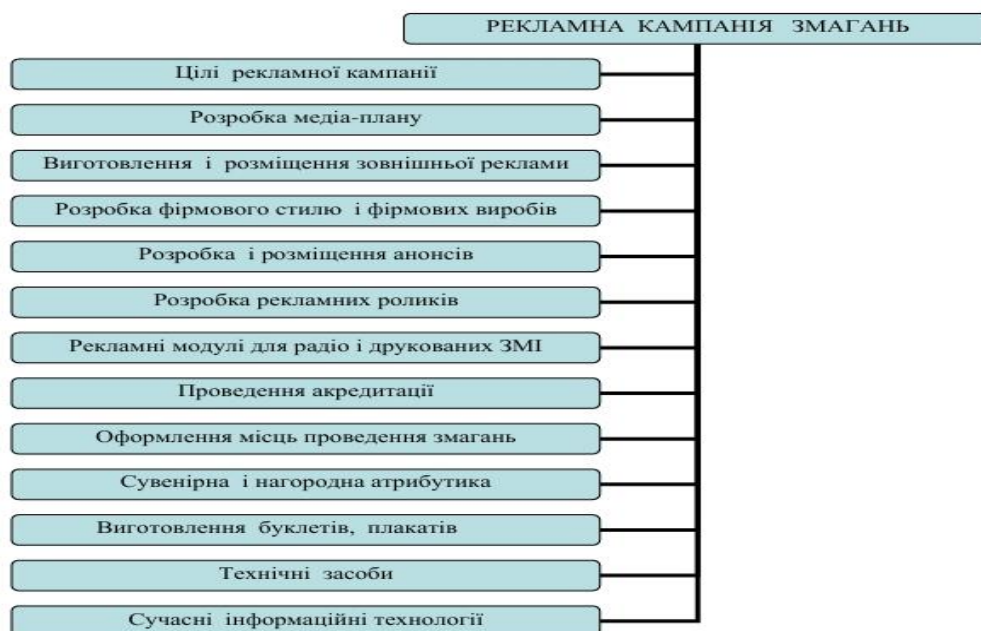 РЕКЛАМНА КАМПАНІЯ ЗМАГАНЬ
Цілі рекламної кампанії
Розробка медіа-плану
Виготовлення і розміщення зовнішньої реклами
Розробка фірмового стилю і фірмових виробів
Розробка і розміщення анонсів
Розробка рекламних роликів
Рекламні модулі для радіо і друкованих ЗМІ
Проведення акредитації
Оформлення місць проведення змагань
Сувенірна і нагородна атрибутика
Виготовлення буклетів, плакатів
Технічні засоби
Сучасні інформаційні технології